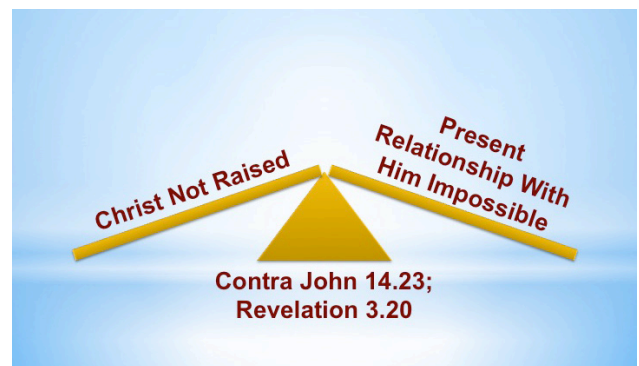 Christ Not Raised
Present
Relationship With
Him Impossible
Contra John 14.23;
Revelation 3.20